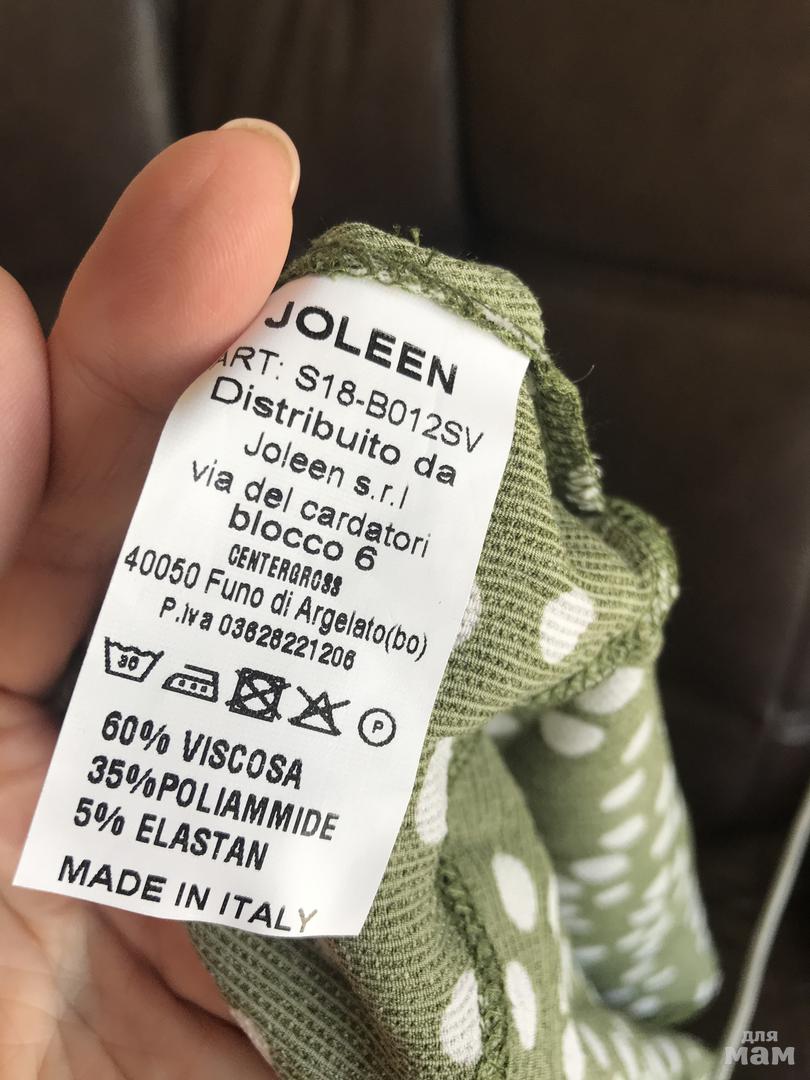 JOLEEN
ART: S18-B012SV
Distribuito da
Joleen s.r.l
via del cardatori
blocco 6
CENTERGROSS
40050 Funo di Argelato(bo)
P.Iva 03628221206
30
P
60% VISCOSA
35%POLIAMMIDE
5% ELASTAN
MADE IN ITALY
для
мам